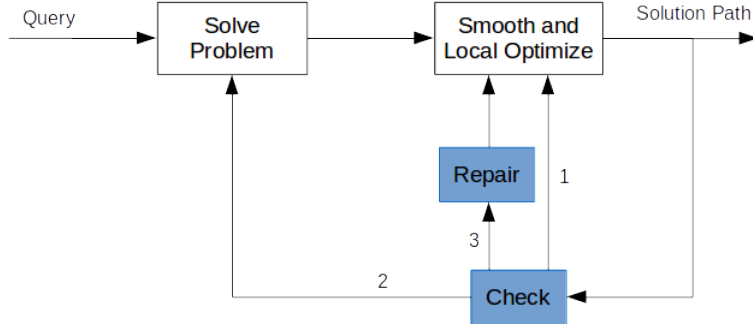 Query
Solve
Problem
Smooth and
Local Optimize
Solution Path
Repair
1
3
2
Check